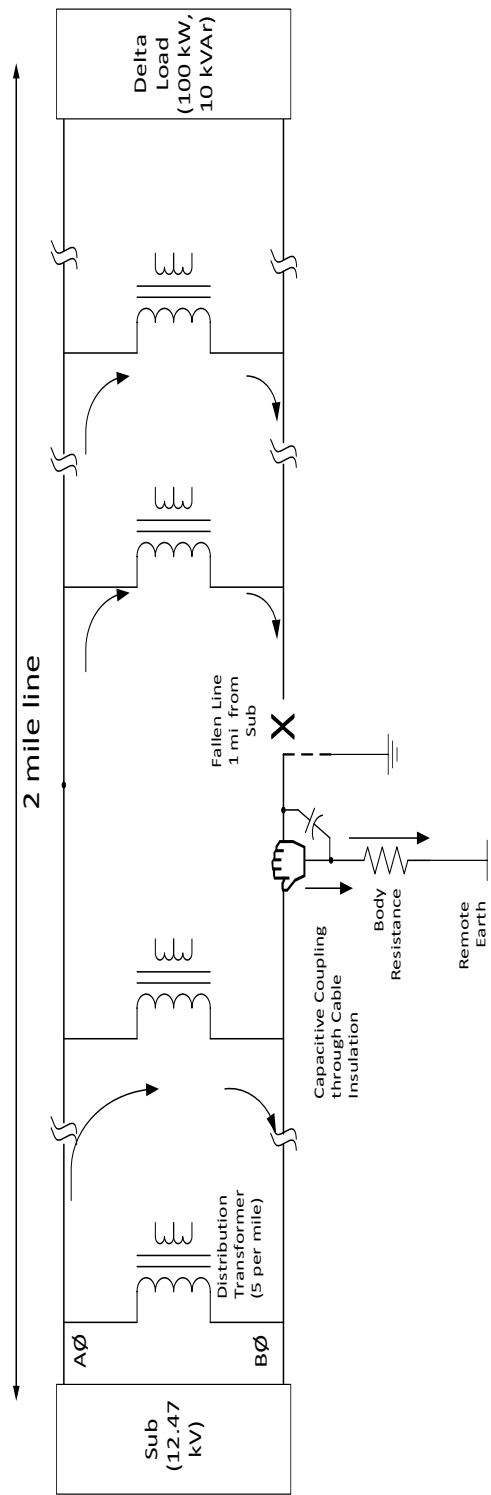 2 mile line
Sub
(12.47
kV)
AØ
BØ
Distribution
Transformer
(5 per mile)
Capacitive Coupling
through Cable
Insulation
Body
Resistance
Remote
Earth
Fallen Line
1 mi from
Sub
X
Delta
Load
(100 kW,
10 kVAr)